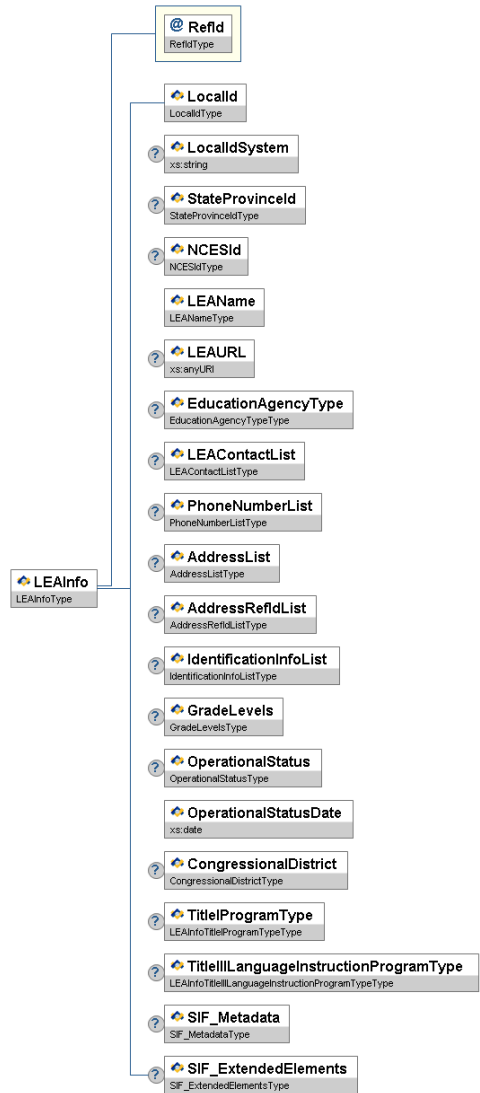 @ RefId
RefIdType
LocalId
LocalIdType
? LocalIdSystem
xs:string
? StateProvinceId
StateProvinceIdType
? NCESId
NCESIdType
LEAName
LEANameType
? LEAURL
xs:anyURI
? EducationAgencyType
EducationAgencyTypeType
? LEAContactList
LEAContactListType
? PhoneNumberList
PhoneNumberListType
? AddressList
AddressListType
LEAInfo
LEAInfoType
? AddressRefIdList
AddressRefIdListType
? IdentificationInfoList
IdentificationInfoListType
? GradeLevels
GradeLevelsType
? OperationalStatus
OperationalStatusType
OperationalStatusDate
xs:date
? CongressionalDistrict
CongressionalDistrictType
? TitleIProgramType
LEAInfoTitleIProgramTypeType
? TitleIIILanguageInstructionProgramType
LEAInfoTitleIIILanguageInstructionProgramTypeType
? SIF_Metadata
SIF_MetadataType
? SIF_ExtendedElements
SIF_ExtendedElementsType